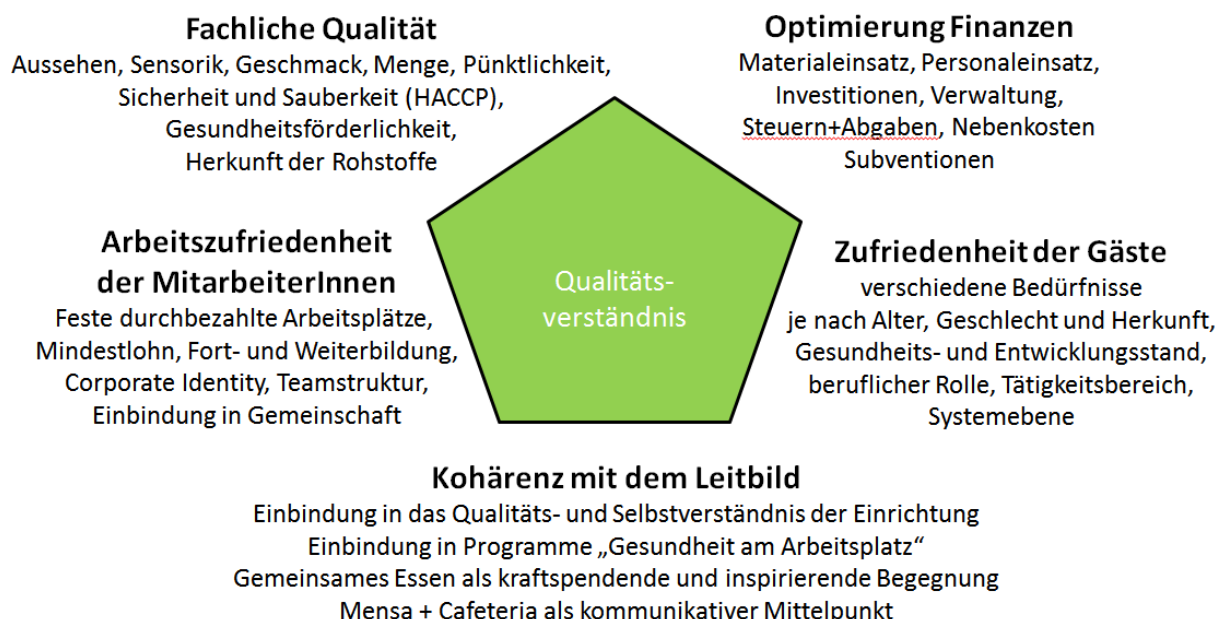 Fachliche Qualität
Aussehen, Sensorik, Geschmack, Menge, Pünktlichkeit,
Sicherheit und Sauberkeit (HACCP),
Gesundheitsförderlichkeit,
Herkunft der Rohstoffe
Optimierung Finanzen
Materialeinsatz, Personaleinsatz,
Investitionen, Verwaltung,
Steuern+Abgaben, Nebenkosten
Subventionen
Arbeitszufriedenheit
der MitarbeiterInnen
Feste durchbezahlte Arbeitsplätze,
Mindestlohn, Fort- und Weiterbildung,
Corporate Identity, Teamstruktur,
Einbindung in Gemeinschaft
Qualitäts-
verständnis
Zufriedenheit der Gäste
verschiedene Bedürfnisse
je nach Alter, Geschlecht und Herkunft,
Gesundheits- und Entwicklungsstand,
beruflicher Rolle, Tätigkeitsbereich,
Systemebene
Kohärenz mit dem Leitbild
Einbindung in das Qualitäts- und Selbstverständnis der Einrichtung
Einbindung in Programme „Gesundheit am Arbeitsplatz“
Gemeinsames Essen als kraftspendende und inspirierende Begegnung
Mensa + Cafeteria als kommunikativer Mittelpunkt